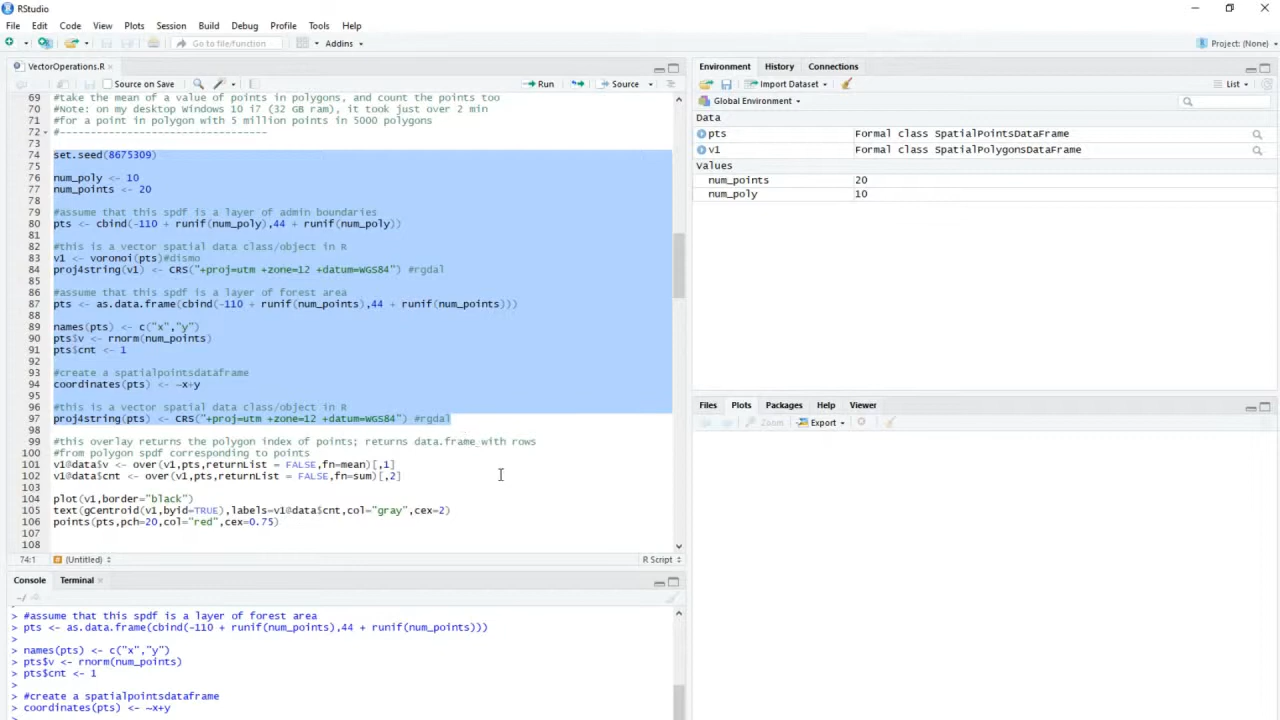 RStudio
File Edit Code View Plots Session Build Debug Profile Tools Help
Go to file/function Addins Project: (None)
VectorOperations.R
Source on Save Run Source
69 #take the mean of a value of points in polygons, and count the points too
70 #Note: on my desktop Windows 10 i7 (32 GB ram), it took just over 2 min
71 #for a point in polygon with 5 million points in 5000 polygons
72 #---------------------------------
73
74 set.seed(8675309)
75
76 num_poly <- 10
77 num_points <- 20
78
79 #assume that this spdf is a layer of admin boundaries
80 pts <- cbind(-110 + runif(num_poly),44 + runif(num_poly))
81
82 #this is a vector spatial data class/object in R
83 v1 <- voronoi(pts)#dismo
84 proj4string(v1) <- CRS("+proj=utm +zone=12 +datum=WGS84") #rgdal
85
86 #assume that this spdf is a layer of forest area
87 pts <- as.data.frame(cbind(-110 + runif(num_points),44 + runif(num_points)))
88
89 names(pts) <- c("x","y")
90 pts$v <- rnorm(num_points)
91 pts$cnt <- 1
92
93 #create a spatialpointsdataframe
94 coordinates(pts) <- ~x+y
95
96 #this is a vector spatial data class/object in R
97 proj4string(pts) <- CRS("+proj=utm +zone=12 +datum=WGS84") #rgdal
98
99 #this overlay returns the polygon index of points; returns data.frame with rows
100 #from polygon spdf corresponding to points
101 v1@data$v <- over(v1,pts,returnList = FALSE,fn=mean)[,1]
102 v1@data$cnt <- over(v1,pts,returnList = FALSE,fn=sum)[,2]
103
104 plot(v1,border="black")
105 text(gCentroid(v1,byid=TRUE),labels=v1@data$cnt,col="gray",cex=2)
106 points(pts,pch=20,col="red",cex=0.75)
107
108
74:1 (Untitled) R Script
Console Terminal
~/
> #assume that this spdf is a layer of forest area
> pts <- as.data.frame(cbind(-110 + runif(num_points),44 + runif(num_points)))
>
> names(pts) <- c("x","y")
> pts$v <- rnorm(num_points)
> pts$cnt <- 1
>
> #create a spatialpointsdataframe
> coordinates(pts) <- ~x+y
>
Environment History Connections
Import Dataset List
Global Environment
Data
pts Formal class SpatialPointsDataFrame
v1 Formal class SpatialPolygonsDataFrame
Values
num_points 20
num_poly 10
Files Plots Packages Help Viewer
Zoom Export